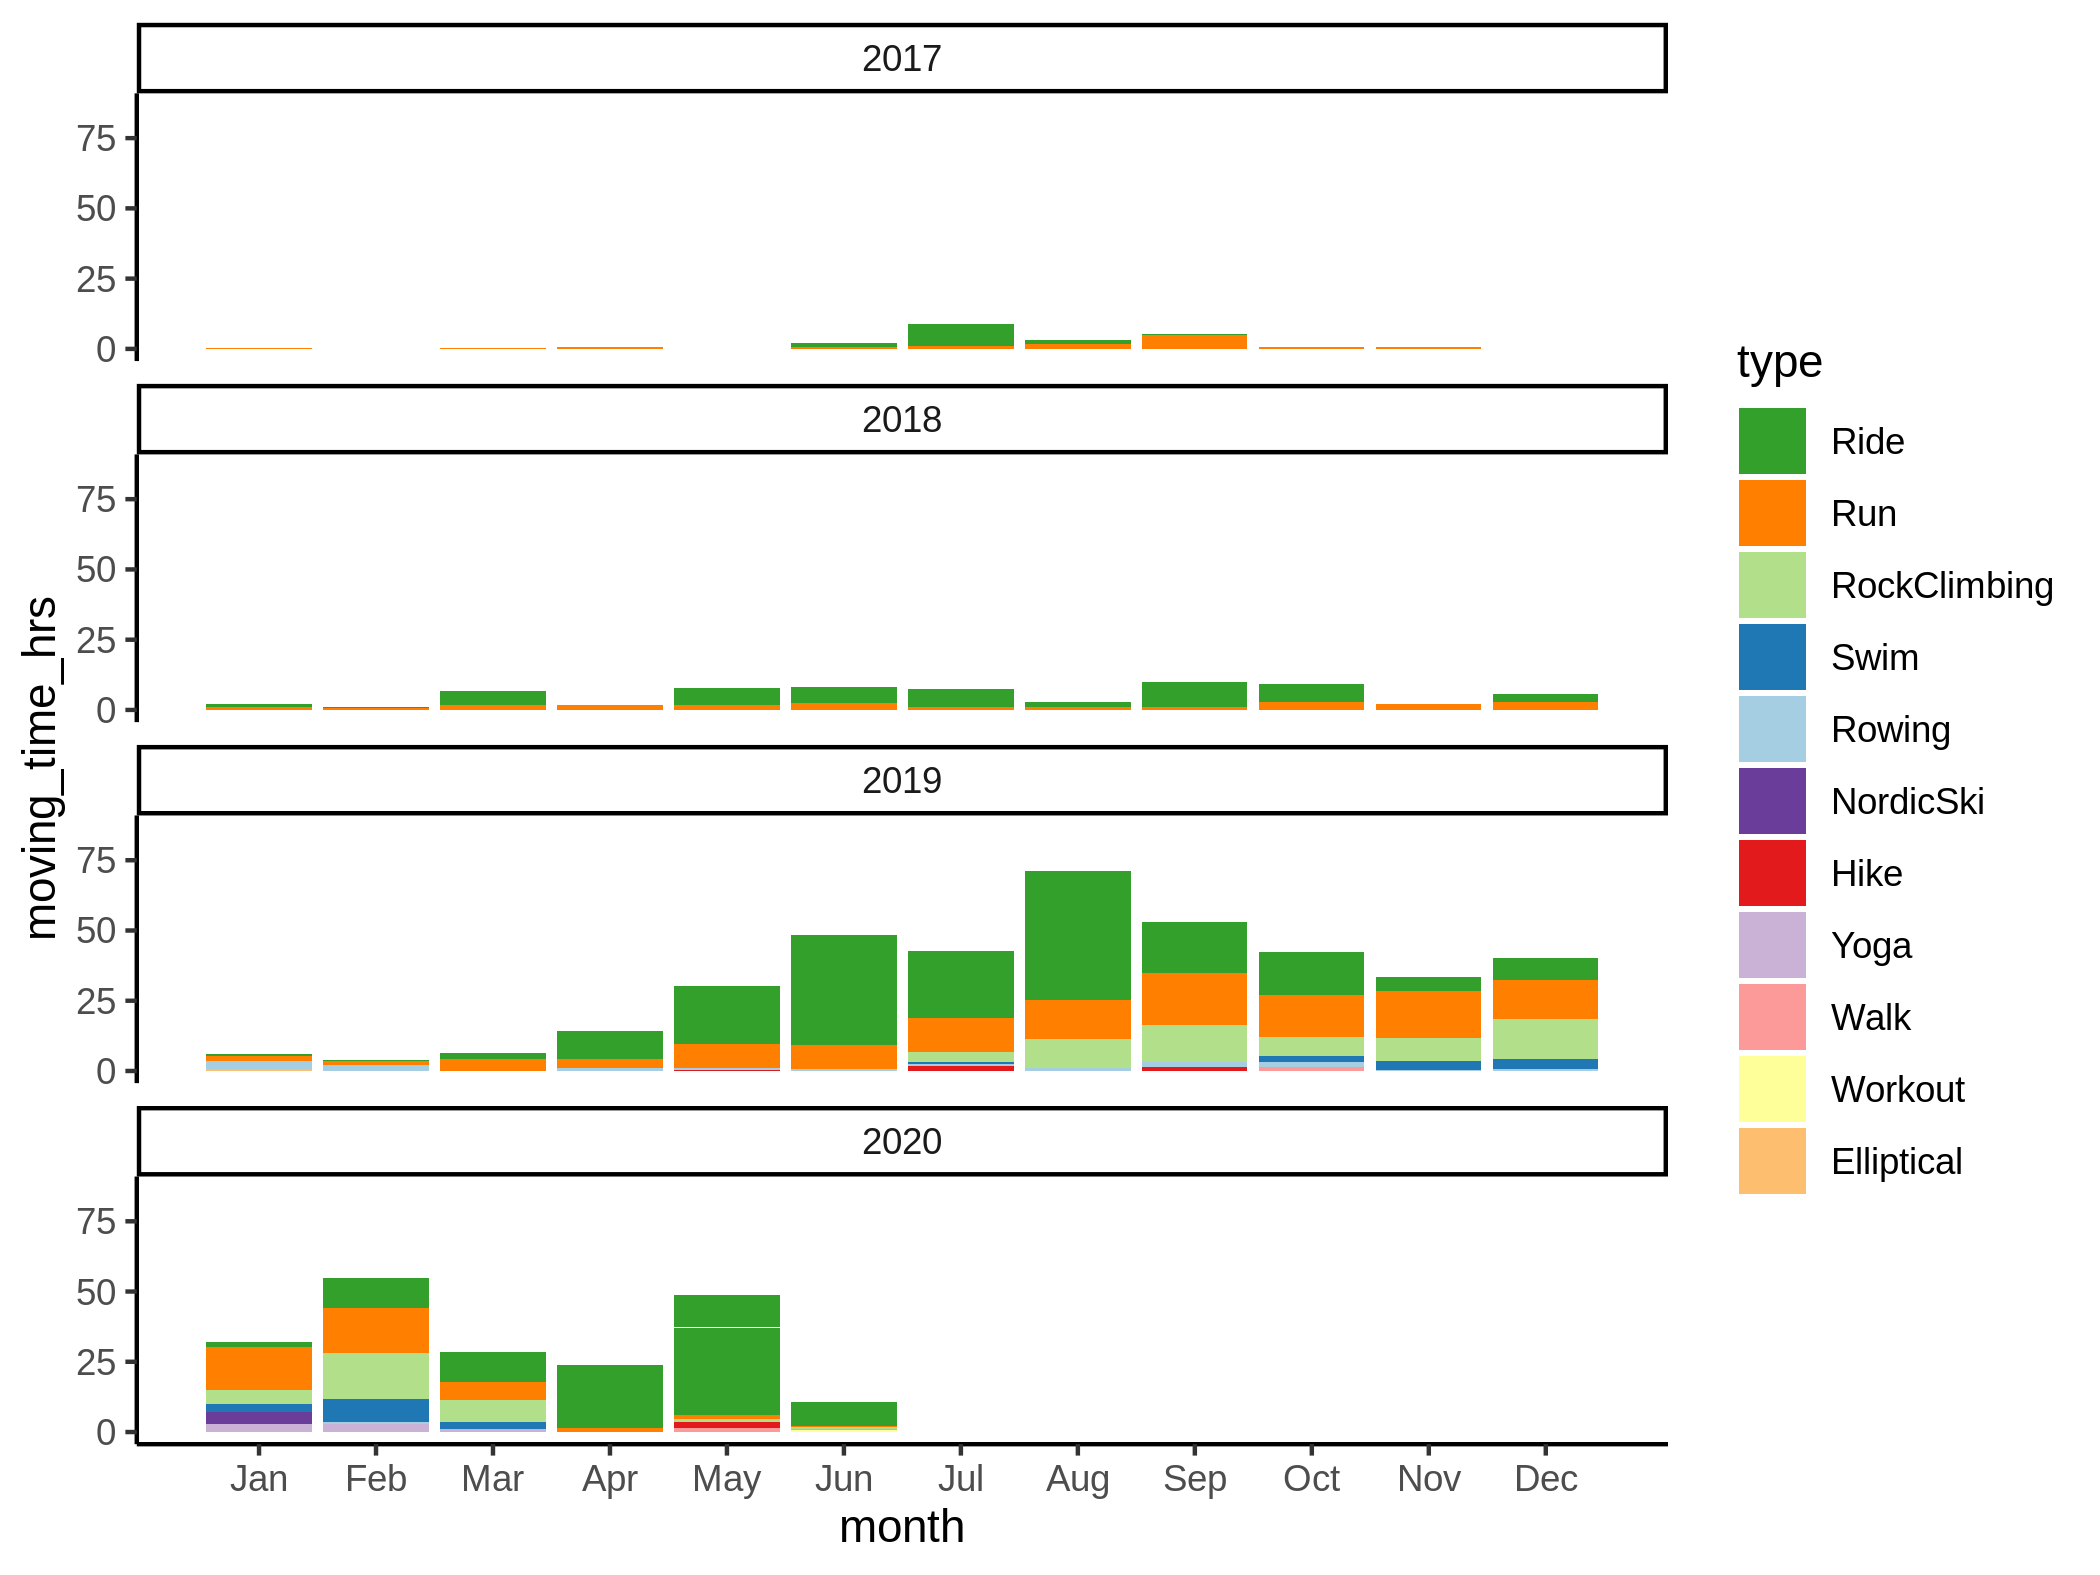 2017
75
50
25
0
2018
75
50
25
0
2019
75
50
25
0
2020
75
50
25
0
Jan Feb Mar Apr May Jun Jul Aug Sep Oct Nov Dec
month
moving_time_hrs
type
Ride
Run
RockClimbing
Swim
Rowing
NordicSki
Hike
Yoga
Walk
Workout
Elliptical